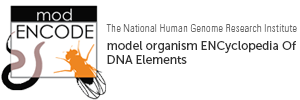 mod
ENCODE
The National Human Genome Research Institute
model organism ENCyclopedia Of
DNA Elements